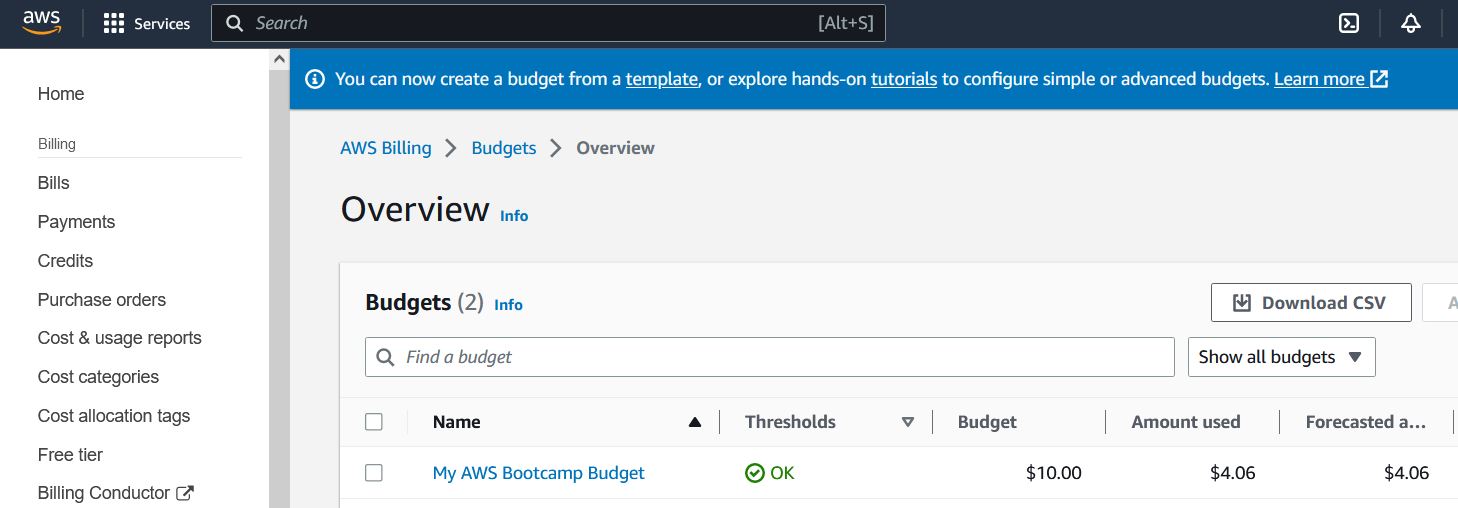 aws
Services
Search [Alt+S]
You can now create a budget from a template, or explore hands-on tutorials to configure simple or advanced budgets. Learn more
Home
Billing
Bills
Payments
Credits
Purchase orders
Cost & usage reports
Cost categories
Cost allocation tags
Free tier
Billing Conductor
AWS Billing > Budgets > Overview
Overview Info
Budgets (2) Info
Download CSV
Find a budget
Show all budgets
Name Thresholds Budget Amount used Forecasted a...
My AWS Bootcamp Budget OK $10.00 $4.06 $4.06